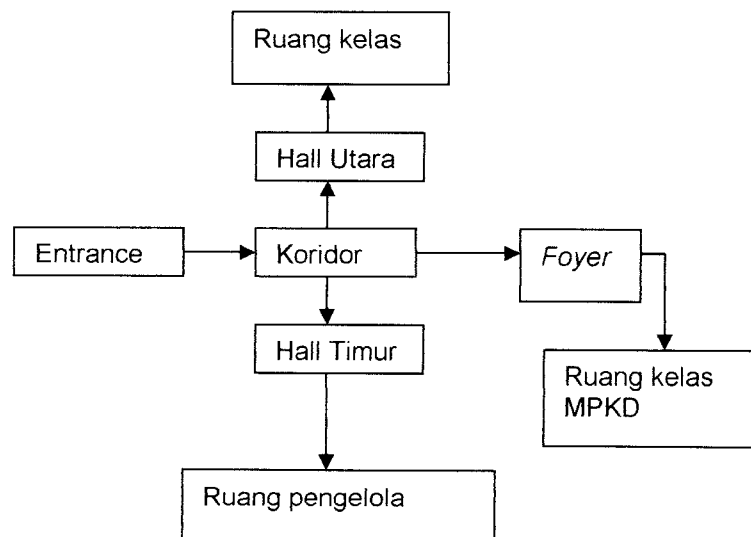 Ruang kelas
Hall Utara
Entrance
Koridor
Foyer
Hall Timur
Ruang kelas
MPKD
Ruang pengelola